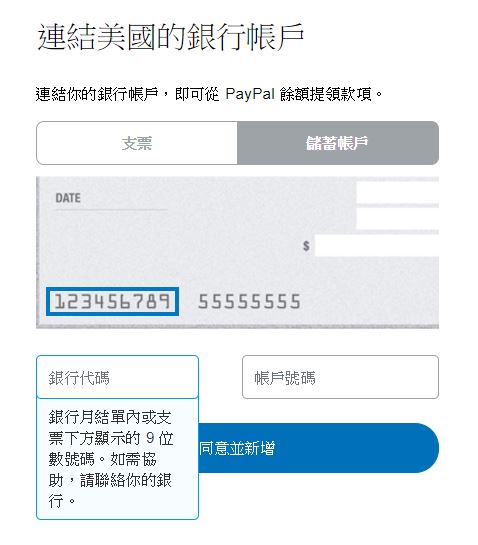 連結美國的銀行帳戶
連結你的銀行帳戶，即可從 PayPal 餘額提領款項。
支票 儲蓄帳戶
DATE
$
123456789 55555555
銀行代碼 帳戶號碼
銀行月結單內或支
票下方顯示的 9 位
數號碼。如需協
助，請聯絡你的銀
行。
同意並新增